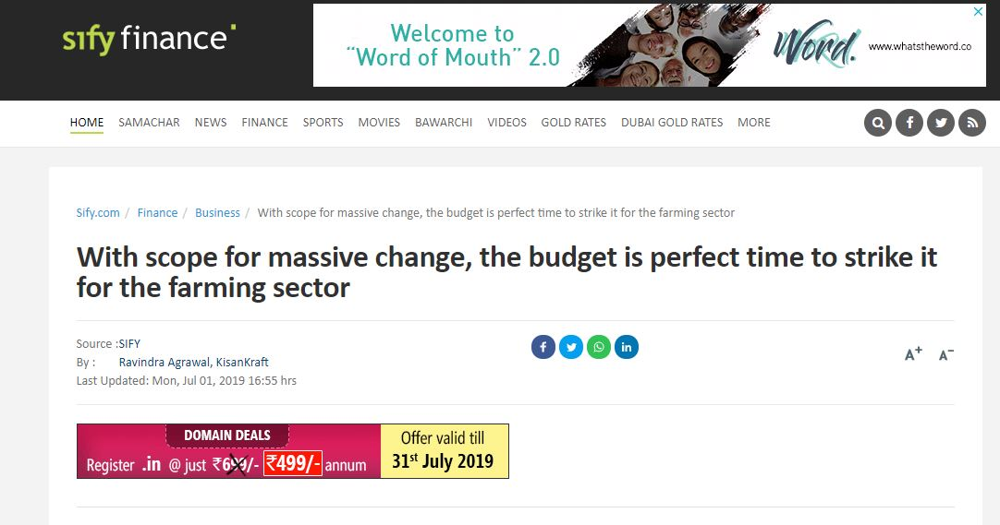 sify finance
Welcome to
“Word of Mouth” 2.0
Word.
www.whatstheword.co
HOME SAMACHAR NEWS FINANCE SPORTS MOVIES BAWARCHI VIDEOS GOLD RATES DUBAI GOLD RATES MORE
Sify.com / Finance / Business / With scope for massive change, the budget is perfect time to strike it for the farming sector
With scope for massive change, the budget is perfect time to strike it
for the farming sector
Source :SIFY
By : Ravindra Agrawal, KisanKraft
Last Updated: Mon, Jul 01, 2019 16:55 hrs
A+ A-
DOMAIN DEALS
Register .in @ just ₹699/- ₹499/- annum
Offer valid till
31st July 2019